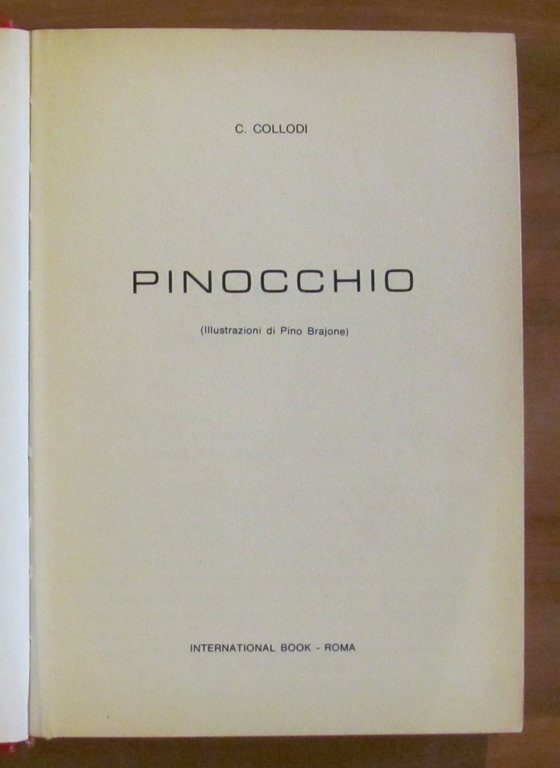 C. COLLODI
PINOCCHIO
(Illustrazioni di Pino Brajone)
INTERNATIONAL BOOK - ROMA